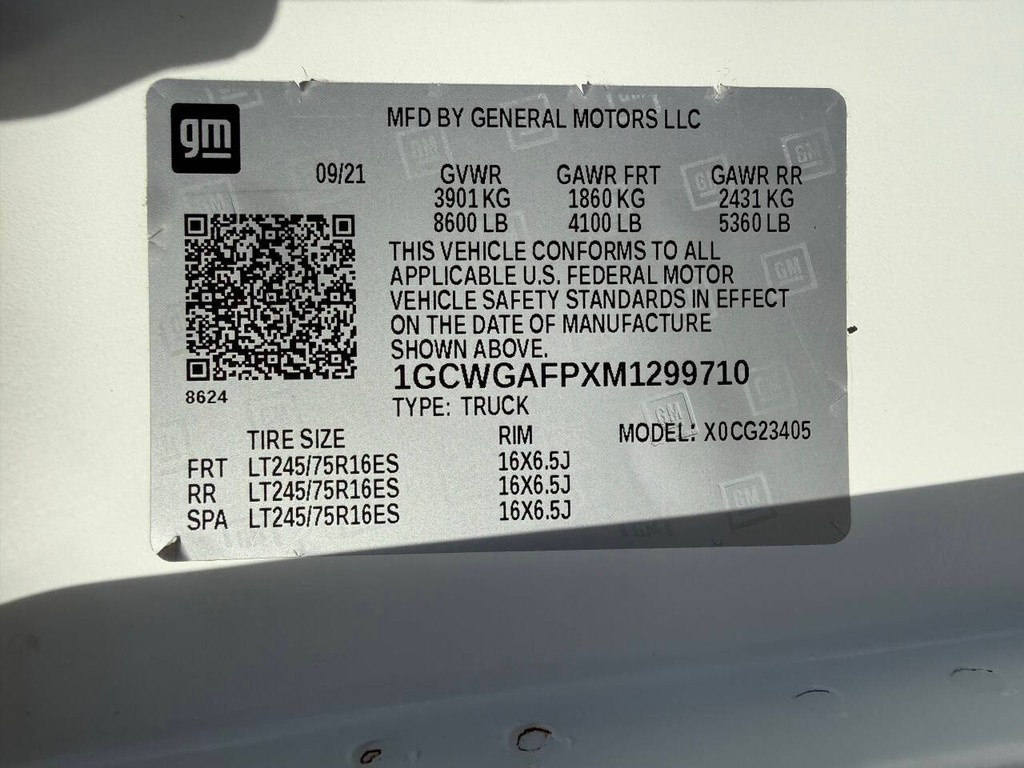 gm
MFD BY GENERAL MOTORS LLC
09/21 GVWR GAWR FRT GAWR RR
3901 KG 1860 KG 2431 KG
8600 LB 4100 LB 5360 LB
THIS VEHICLE CONFORMS TO ALL
APPLICABLE U.S. FEDERAL MOTOR
VEHICLE SAFETY STANDARDS IN EFFECT
ON THE DATE OF MANUFACTURE
SHOWN ABOVE.
8624
1GCWGAFPXM1299710
TYPE: TRUCK
MODEL: X0CG23405
TIRE SIZE RIM
FRT LT245/75R16ES 16X6.5J
RR LT245/75R16ES 16X6.5J
SPA LT245/75R16ES 16X6.5J